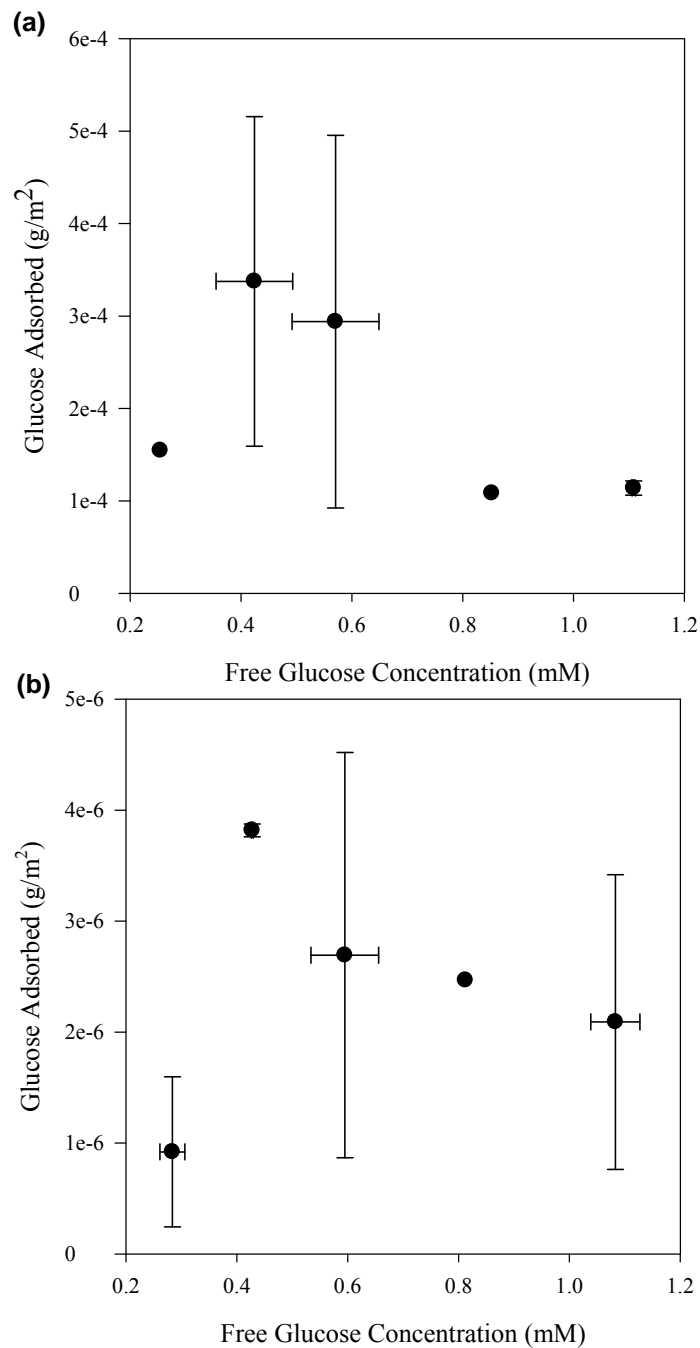 (a)
6e-4
5e-4
4e-4
3e-4
2e-4
1e-4
0
Glucose Adsorbed (g/m²)
0.2 0.4 0.6 0.8 1.0 1.2
Free Glucose Concentration (mM)
(b)
5e-6
4e-6
3e-6
2e-6
1e-6
0
Glucose Adsorbed (g/m²)
0.2 0.4 0.6 0.8 1.0 1.2
Free Glucose Concentration (mM)